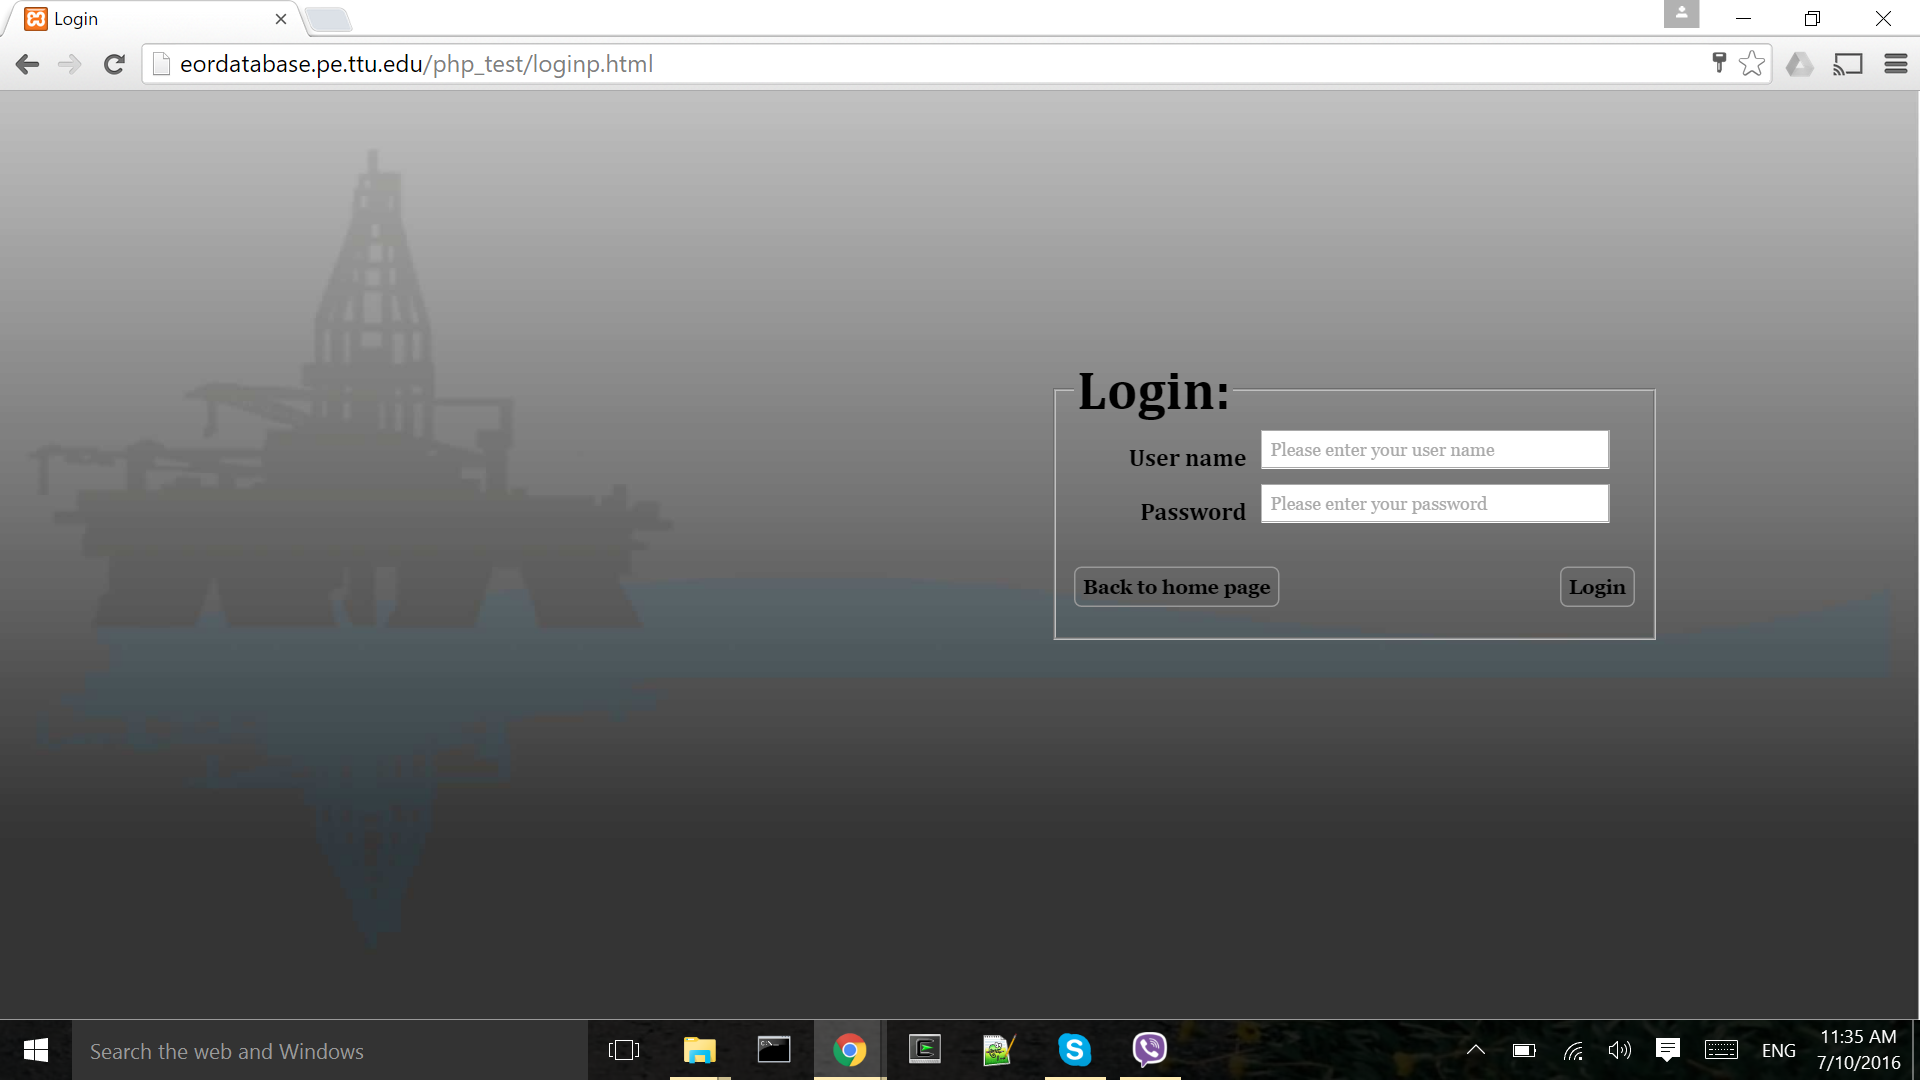 Login
eordatabase.pe.ttu.edu/php_test/loginp.html
Login:
User name Please enter your user name
Password Please enter your password
Back to home page Login
Search the web and Windows
ENG
11:35 AM
7/10/2016